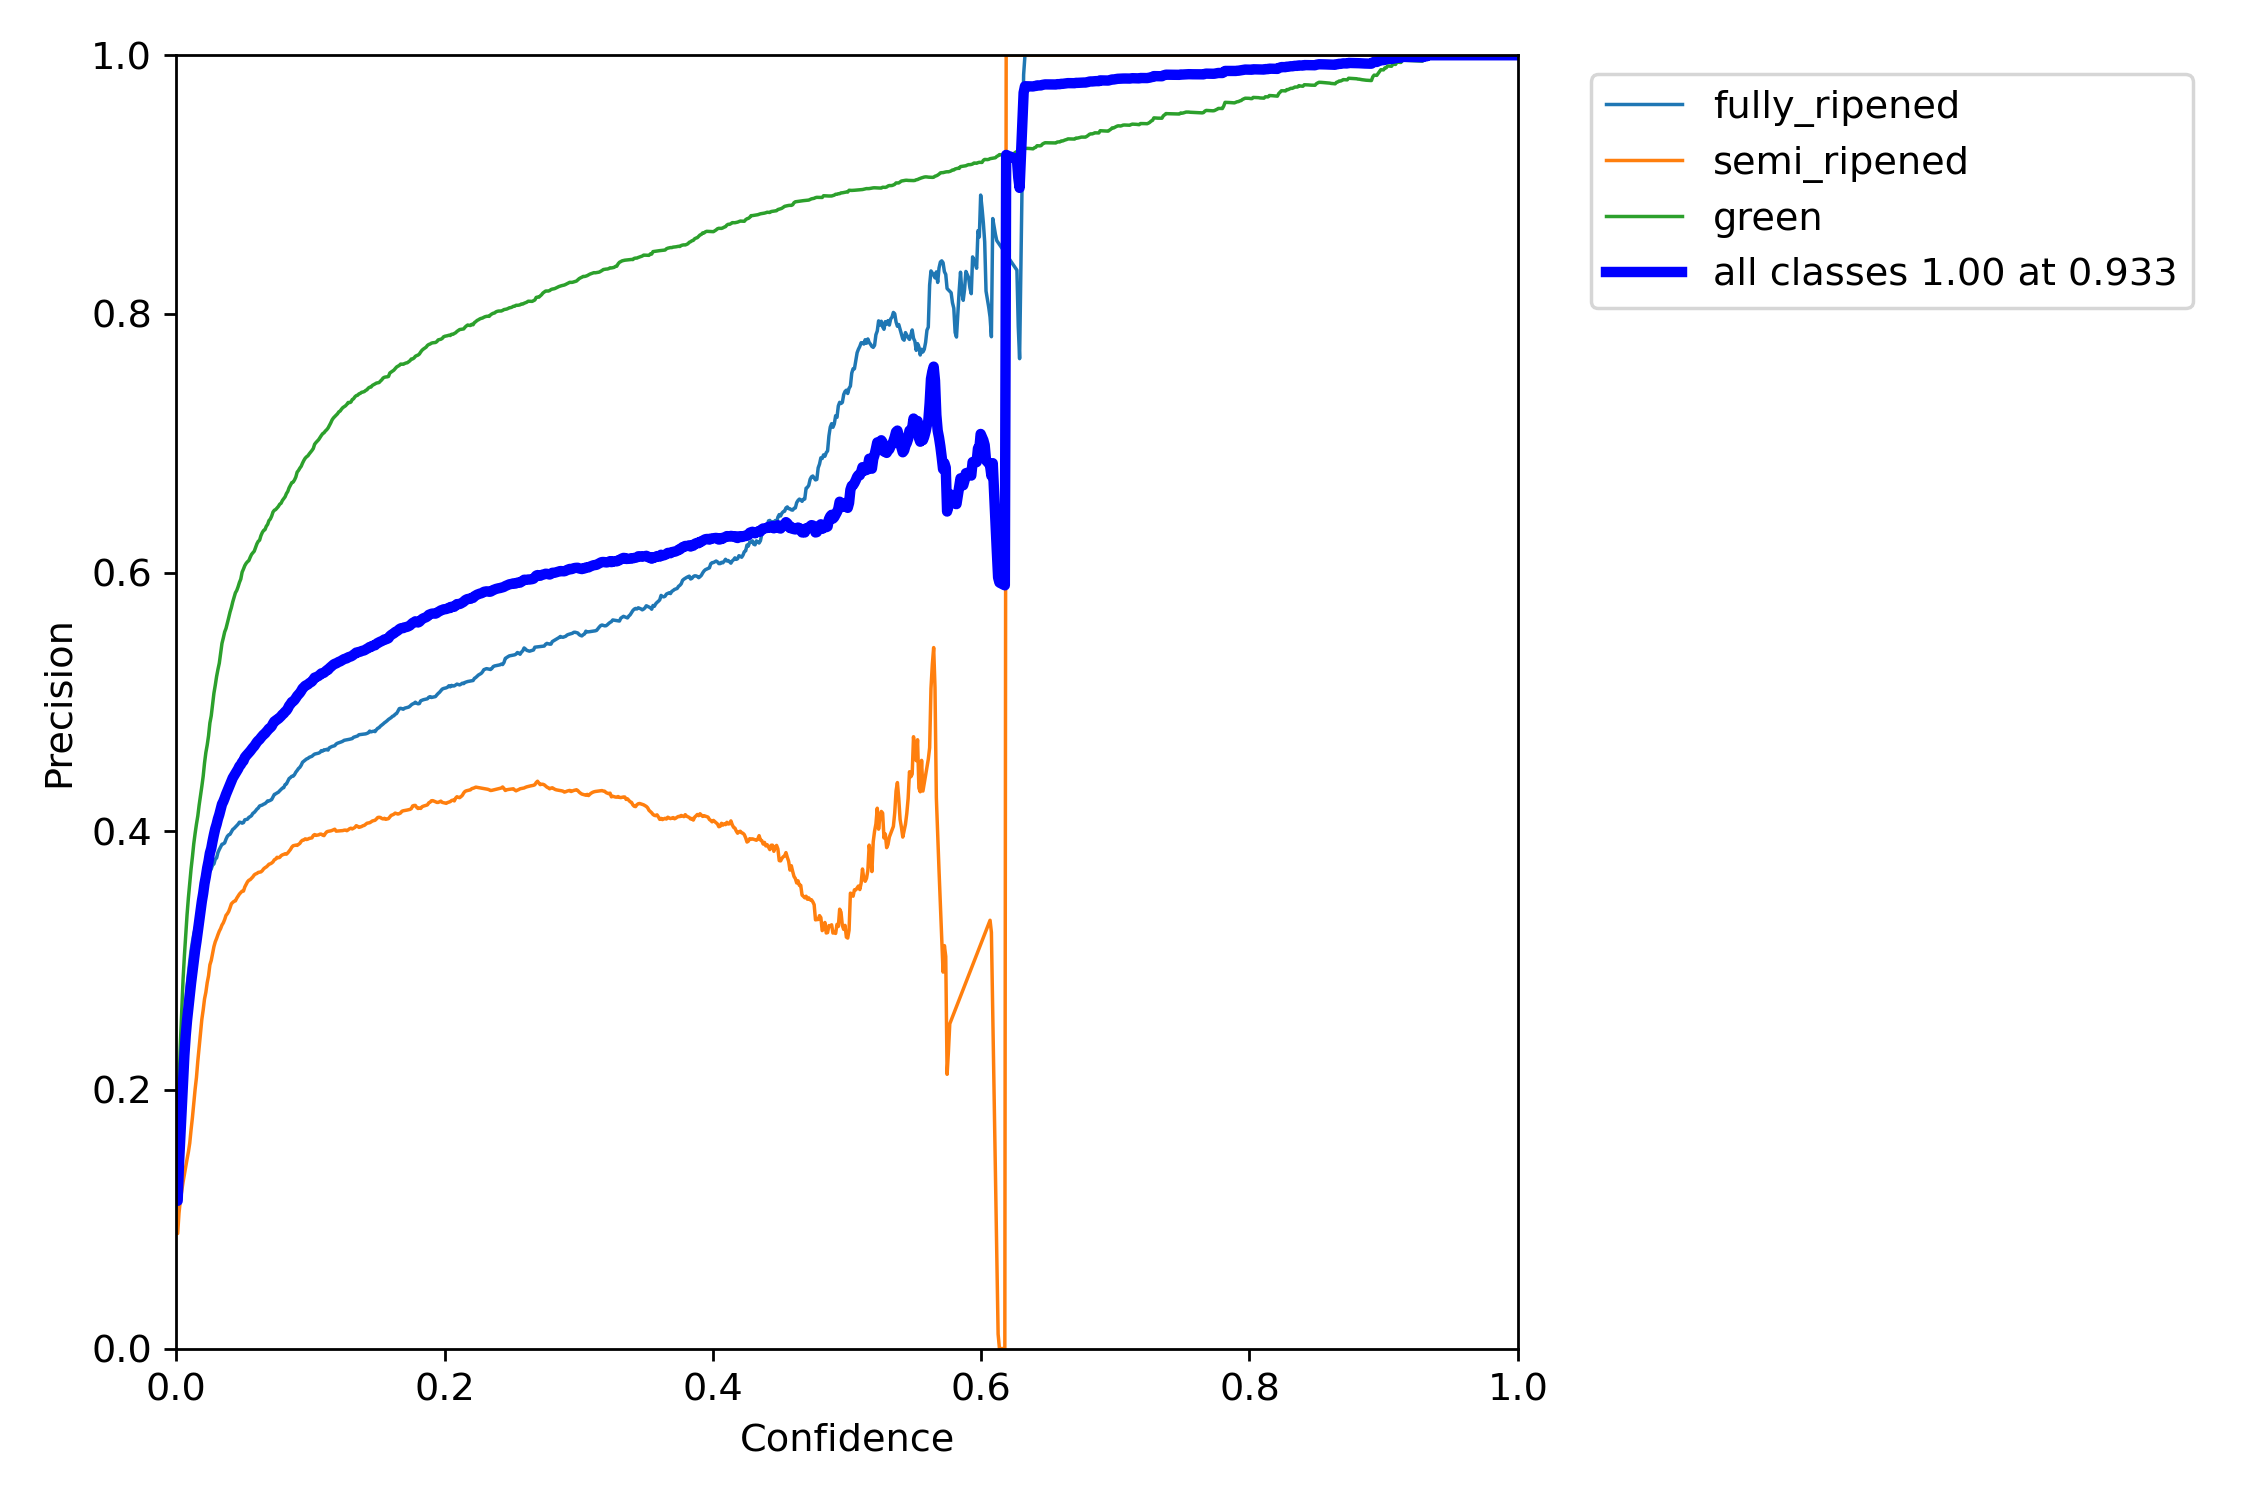 1.0
0.8
0.6
0.4
0.2
0.0
Precision
0.0 0.2 0.4 0.6 0.8 1.0
Confidence
fully_ripened
semi_ripened
green
all classes 1.00 at 0.933